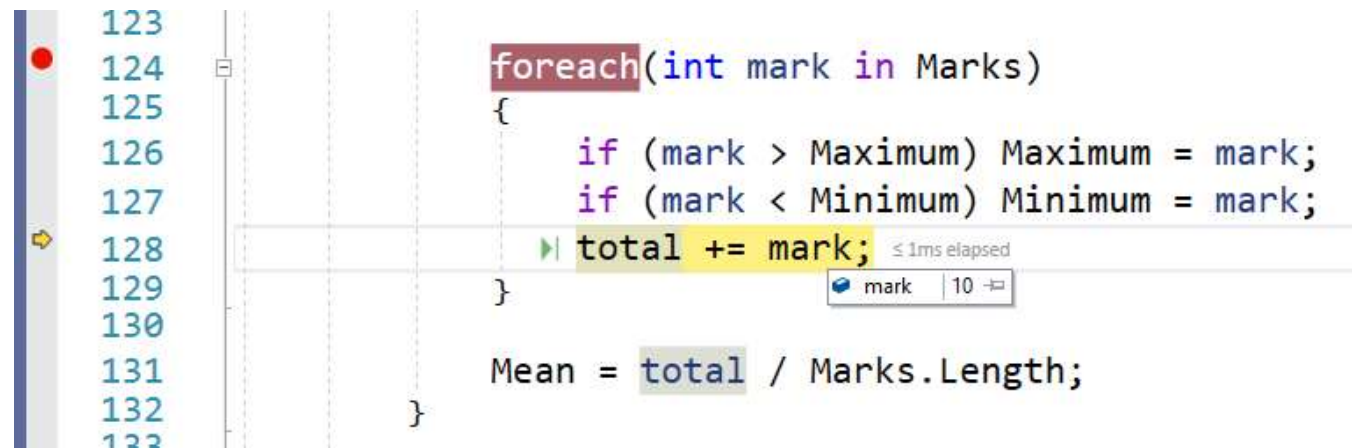 123
124 foreach(int mark in Marks)
125 {
126 if (mark > Maximum) Maximum = mark;
127 if (mark < Minimum) Minimum = mark;
128 total += mark; ≤ 1ms elapsed
mark 10
129 }
130
131 Mean = total / Marks.Length;
132 }
133